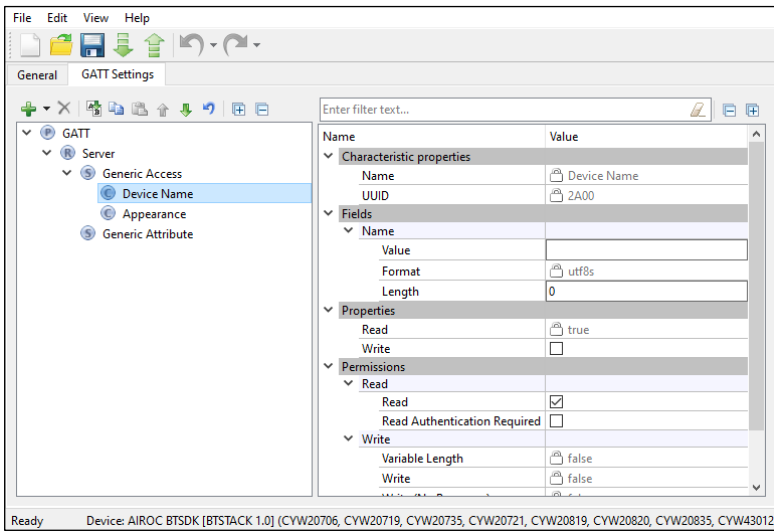 File Edit View Help
General GATT Settings
Enter filter text...
P GATT
R Server
S Generic Access
C Device Name
C Appearance
S Generic Attribute
Name Value
Characteristic properties
Name Device Name
UUID 2A00
Fields
Name
Value
Format utf8s
Length 0
Properties
Read true
Write
Permissions
Read
Read
Read Authentication Required
Write
Variable Length false
Write false
Ready Device: AIROC BTSDK [BTSTACK 1.0] (CYW20706, CYW20719, CYW20735, CYW20721, CYW20819, CYW20820, CYW20835, CYW43012